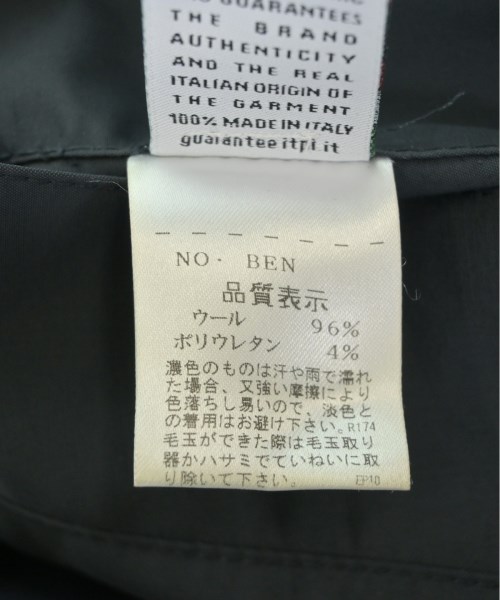 GUARANTEES
THE BRAND
AUTHENTICITY
AND THE REAL
ITALIAN ORIGIN OF
THE GARMENT
100% MADE IN ITALY
guaranteeitpi.it
NO· BEN
品質表示
ウール 96%
ポリウレタン 4%
濃色のものは汗や雨で濡れ
た場合、又強い摩擦により
色落ちし易いので、淡色と
の着用はお避け下さい。R174
毛玉ができた際は毛玉取り
器かハサミでていねいに取
り除いて下さい。 EP10